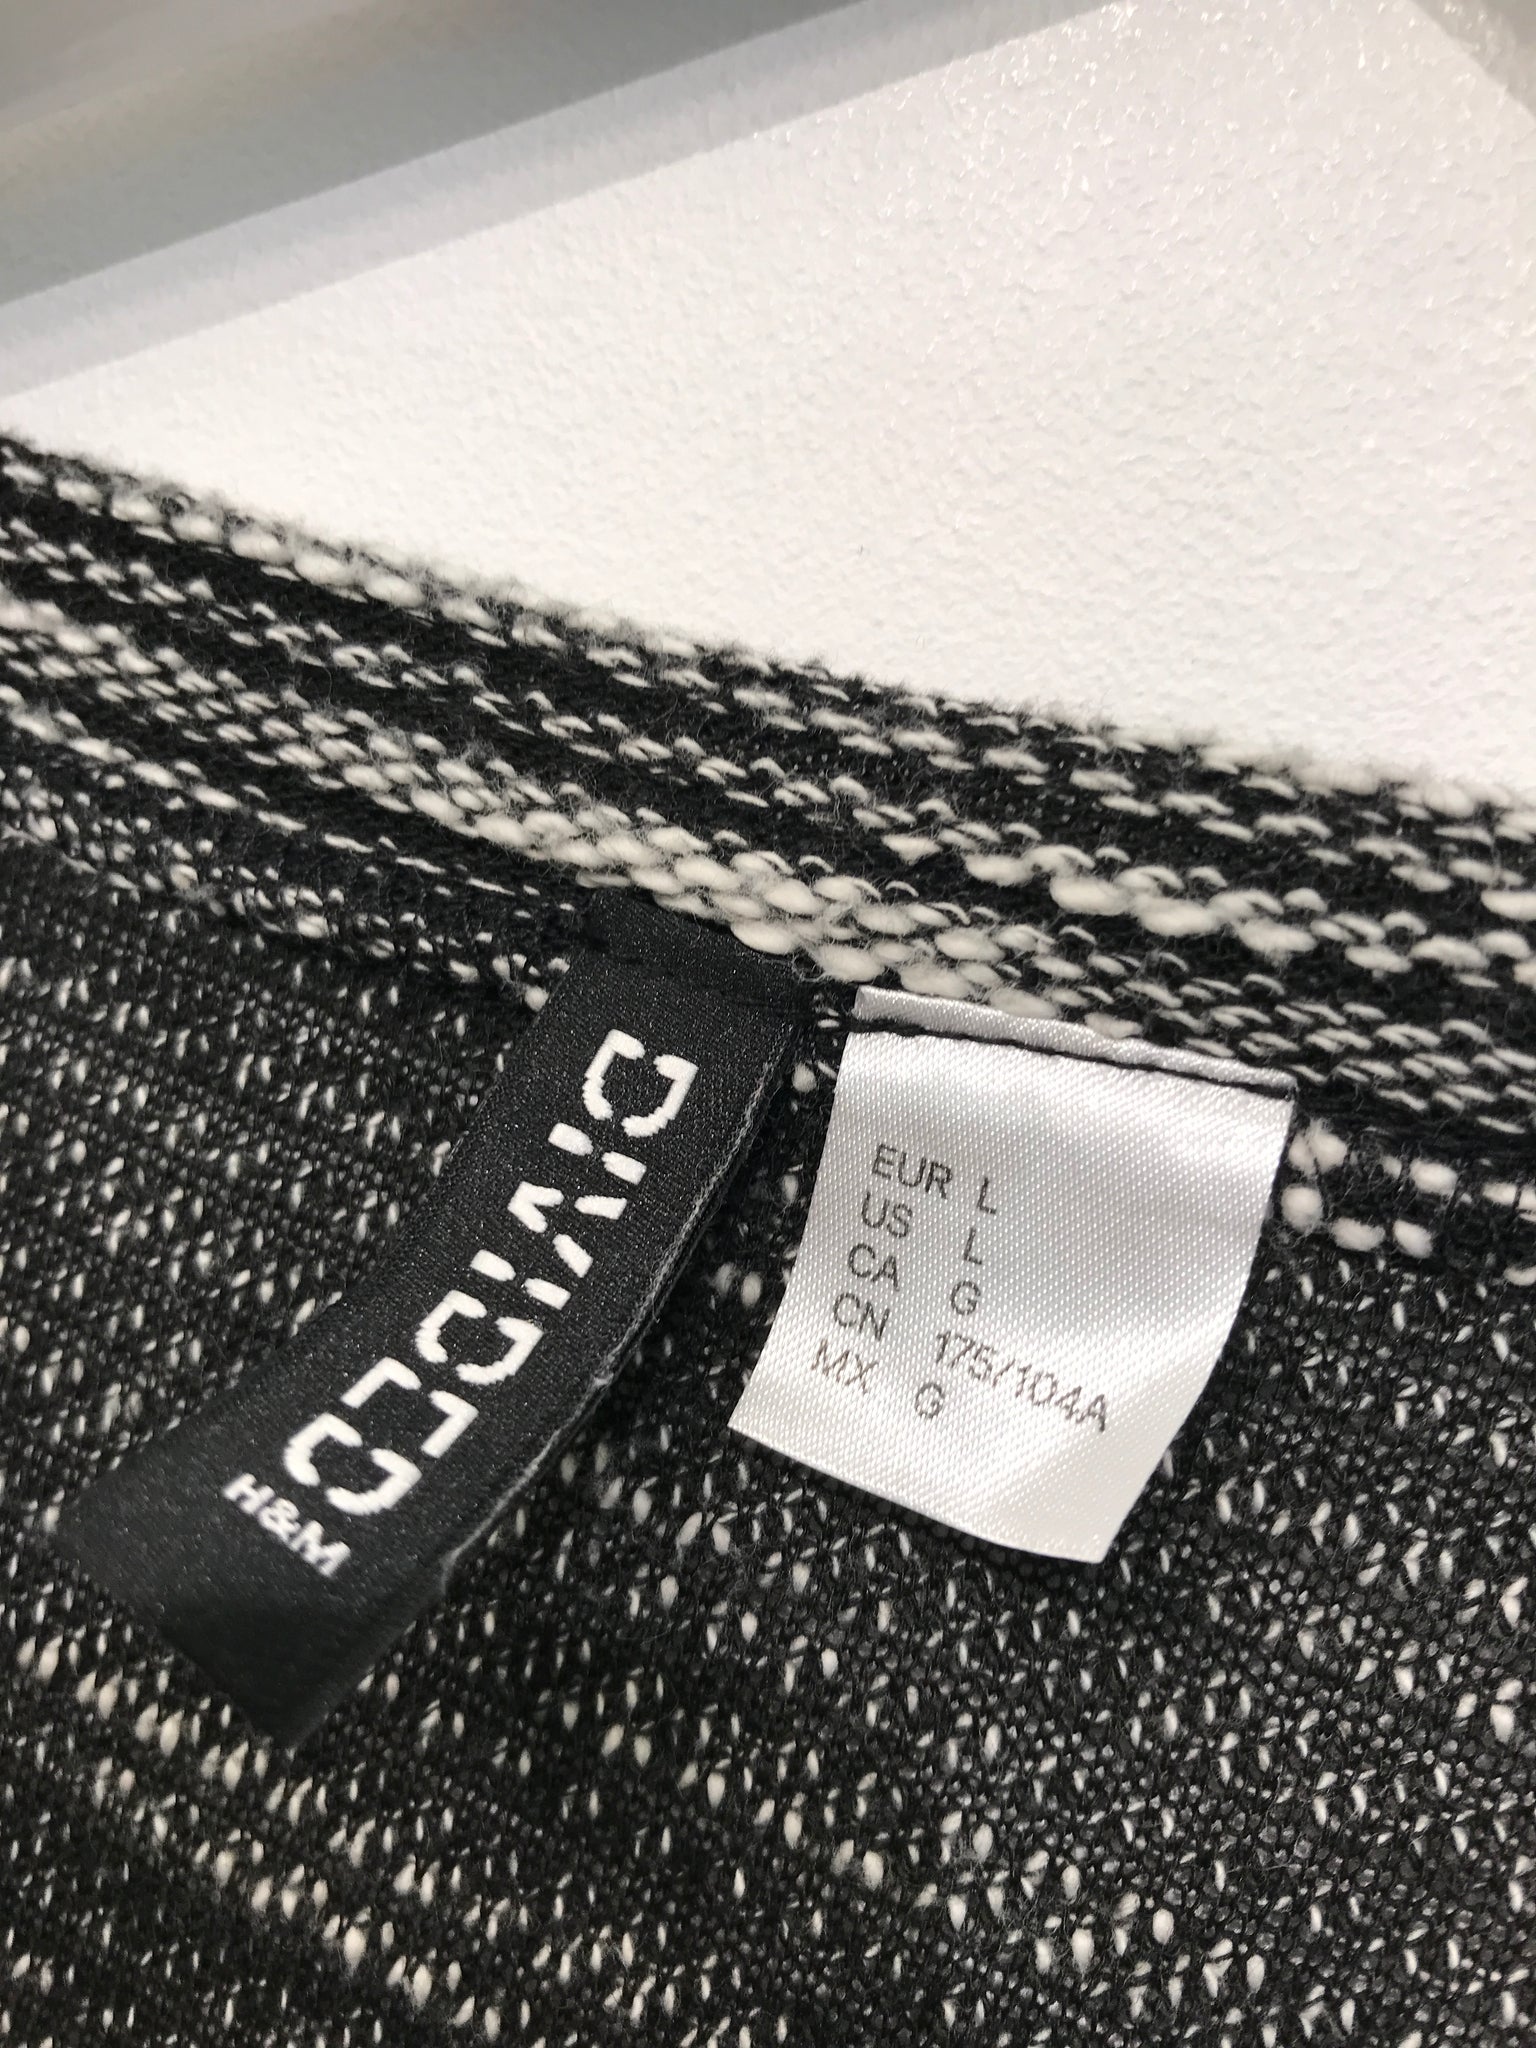 DIVIDED
H&M
EUR L
US L
CA G
CN 175/104A
MX G